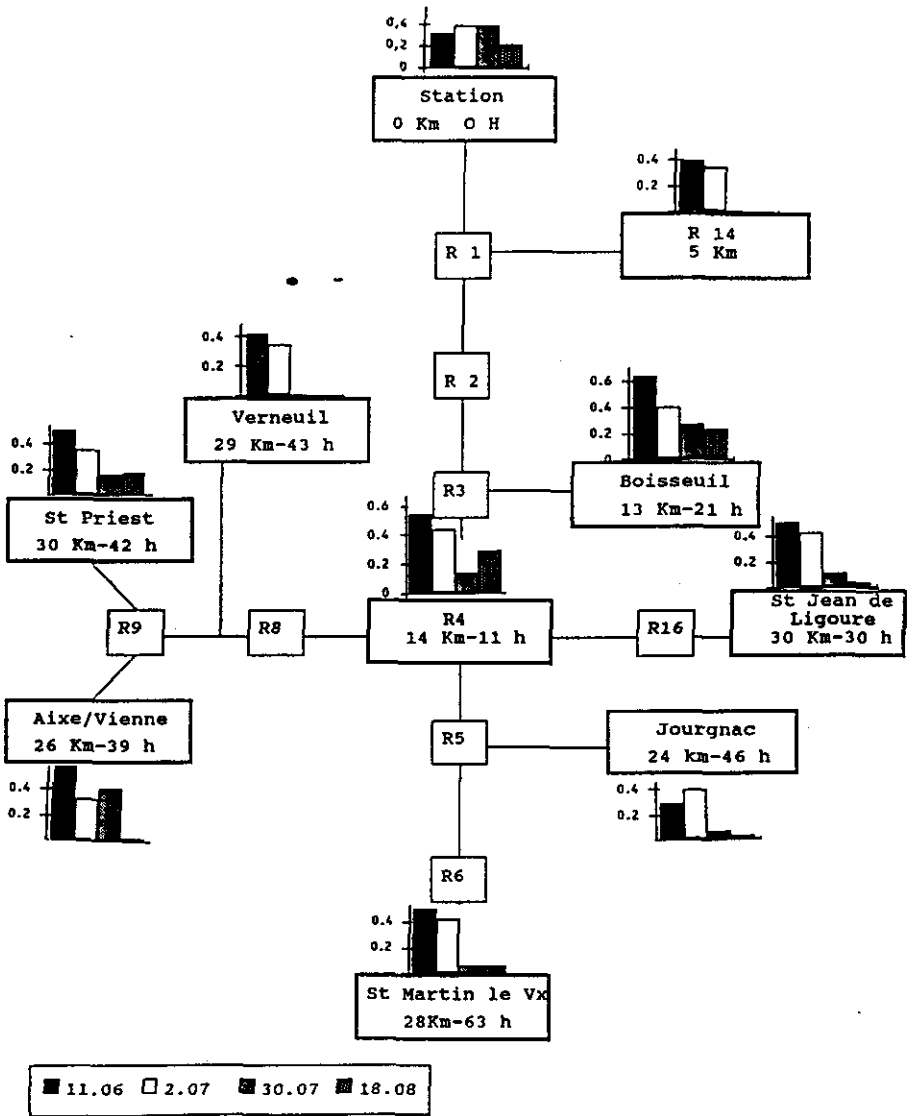 0,4
0,2
0
Station
0 Km O H
0.4
0.2
R 14
5 Km
R 1
R 2
0.4
0.2
Verneuil
29 Km-43 h
0.6
0.4
0.2
0
Boisseuil
13 Km-21 h
0.4
0.2
St Priest
30 Km-42 h
R3
0.6
0.4
0.2
0
R4
14 Km-11 h
0.4
0.2
St Jean de
Ligoure
30 Km-30 h
R9
R8
R16
Aixe/Vienne
26 Km-39 h
0.4
0.2
R5
Jourgnac
24 km-46 h
0.4
0.2
R6
0.4
0.2
St Martin le Vx
28Km-63 h
11.06 2.07 30.07 18.08